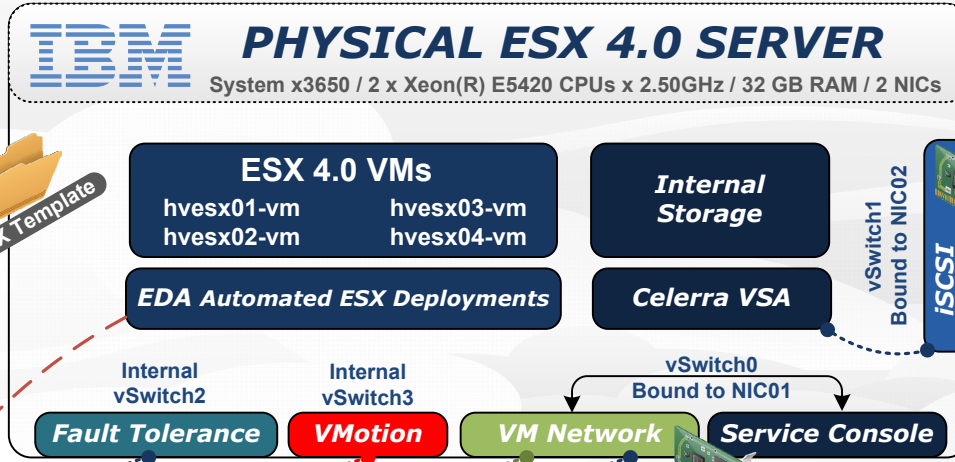 IBM
PHYSICAL ESX 4.0 SERVER
System x3650 / 2 x Xeon(R) E5420 CPUs x 2.50GHz / 32 GB RAM / 2 NICs
Template
ESX 4.0 VMs
hvesx01-vm hvesx03-vm
hvesx02-vm hvesx04-vm
Internal
Storage
EDA Automated ESX Deployments
Celerra VSA
vSwitch1
Bound to NIC02
iSCSI
Internal
vSwitch2
Internal
vSwitch3
vSwitch0
Bound to NIC01
Fault Tolerance
VMotion
VM Network
Service Console